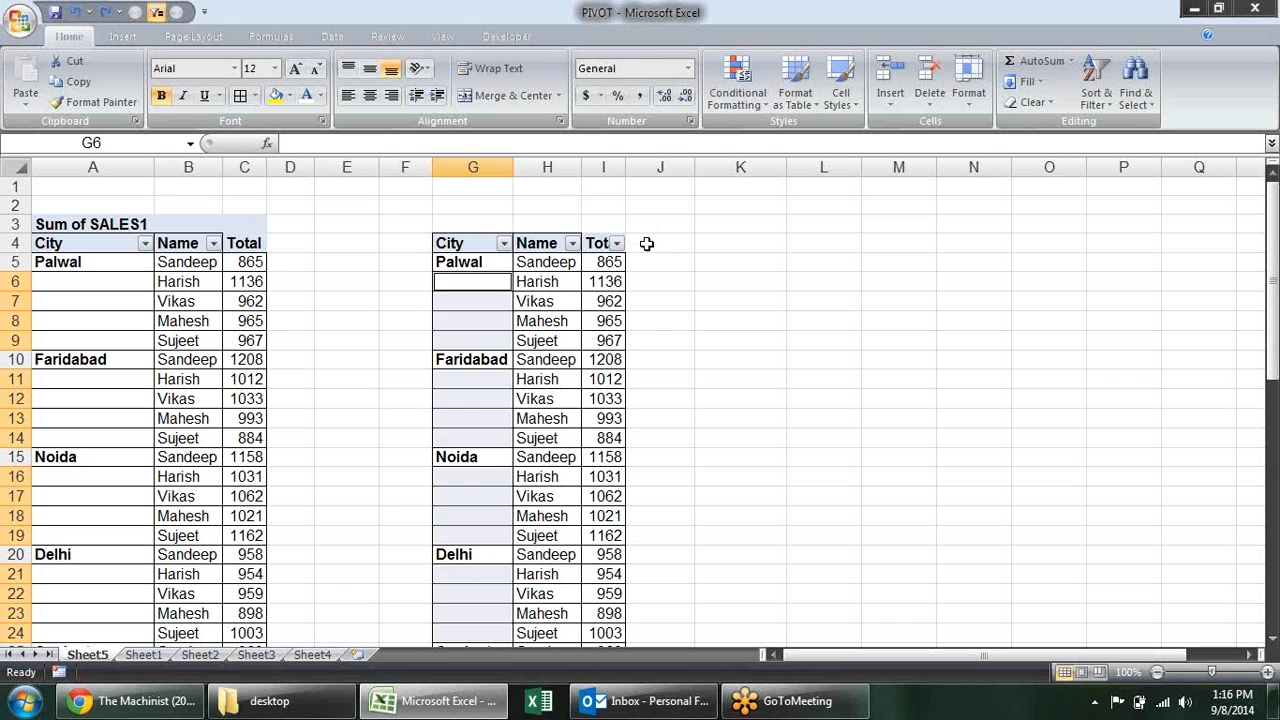 PIVOT - Microsoft Excel
Home Insert Page Layout Formulas Data Review View Developer
Paste Cut Copy Format Painter Clipboard
Arial 12 B I U A A A Font
Wrap Text Merge & Center Alignment
General $ % , Number
Conditional Formatting Format as Table Cell Styles Styles
Insert Delete Format Cells
AutoSum Fill Clear Sort & Filter Find & Select Editing
G6 fx
A B C D E F G H I J K L M N O P Q
1
2
3 Sum of SALES1
4 City Name Total City Name Tot
5 Palwal Sandeep 865 Palwal Sandeep 865
6 Harish 1136 Harish 1136
7 Vikas 962 Vikas 962
8 Mahesh 965 Mahesh 965
9 Sujeet 967 Sujeet 967
10 Faridabad Sandeep 1208 Faridabad Sandeep 1208
11 Harish 1012 Harish 1012
12 Vikas 1033 Vikas 1033
13 Mahesh 993 Mahesh 993
14 Sujeet 884 Sujeet 884
15 Noida Sandeep 1158 Noida Sandeep 1158
16 Harish 1031 Harish 1031
17 Vikas 1062 Vikas 1062
18 Mahesh 1021 Mahesh 1021
19 Sujeet 1162 Sujeet 1162
20 Delhi Sandeep 958 Delhi Sandeep 958
21 Harish 954 Harish 954
22 Vikas 959 Vikas 959
23 Mahesh 898 Mahesh 898
24 Sujeet 1003 Sujeet 1003
Sheet5 Sheet1 Sheet2 Sheet3 Sheet4
Ready 100%
The Machinist (20... desktop Microsoft Excel - ... Inbox - Personal F... GoToMeeting 1:16 PM
9/8/2014